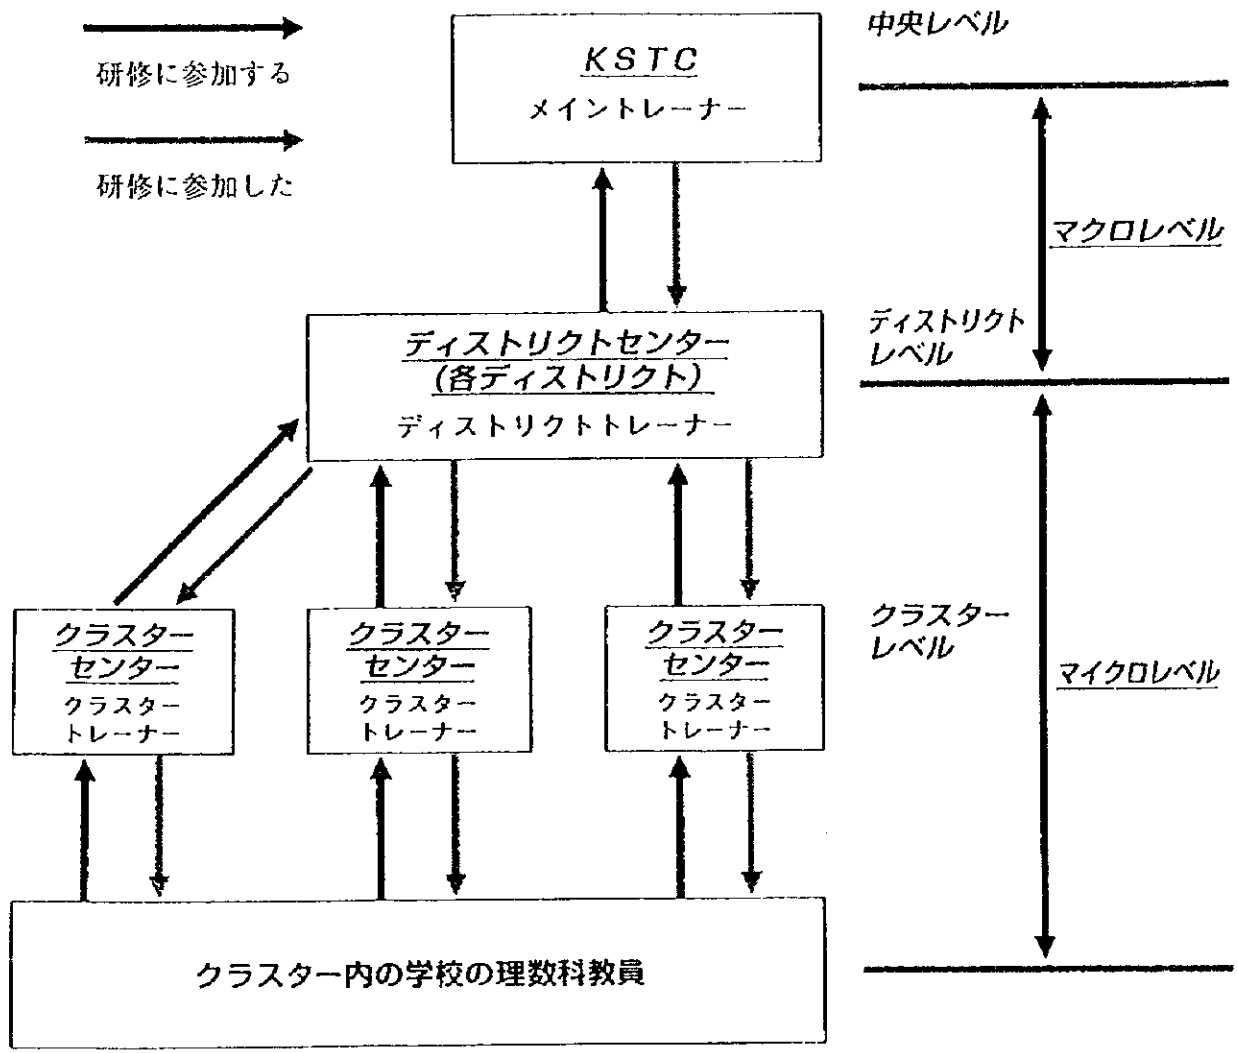 研修に参加する
研修に参加した
KSTC
メイントレーナー
中央レベル
マクロレベル
ディストリクト
レベル
ディストリクトセンター
(各ディストリクト)
ディストリクトトレーナー
クラスター
センター
クラスター
トレーナー
クラスター
センター
クラスター
トレーナー
クラスター
センター
クラスター
トレーナー
クラスター
レベル
マイクロレベル
クラスター内の学校の理数科教員